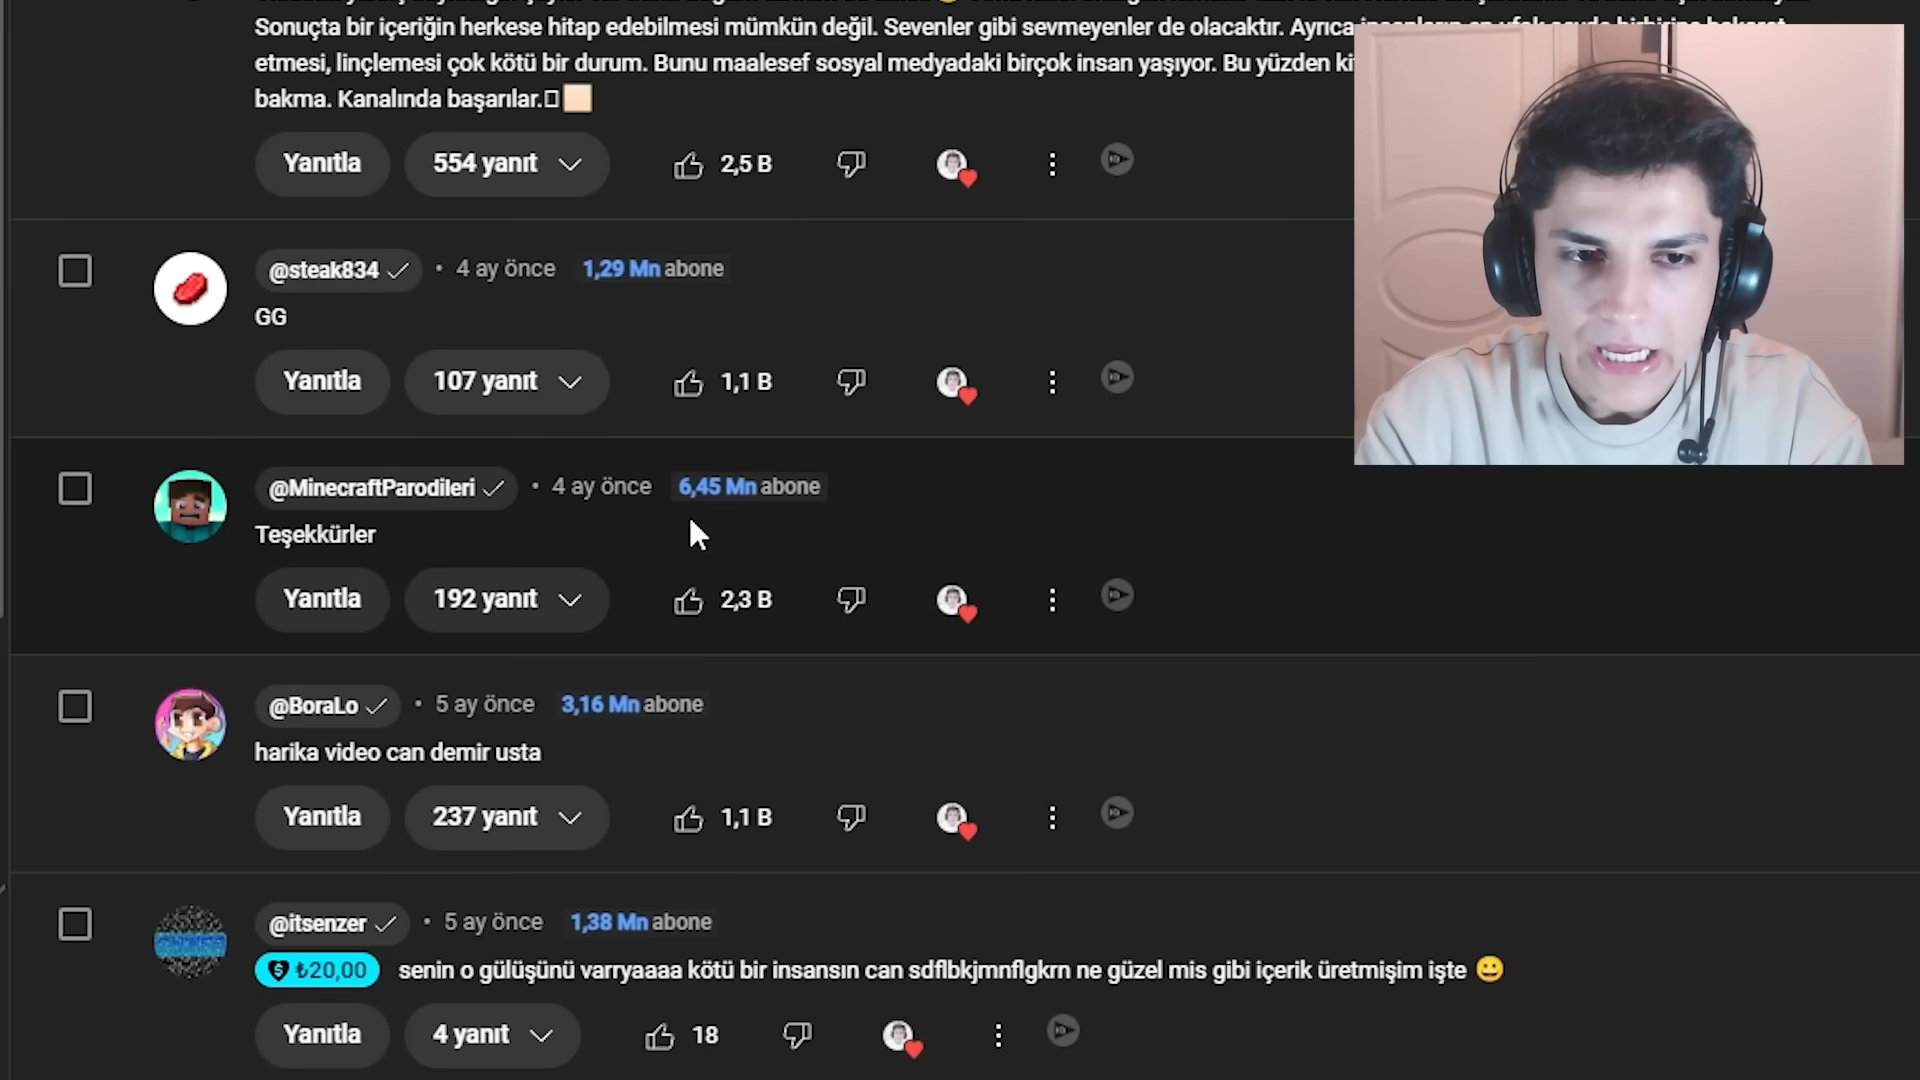 Sonuçta bir içeriğin herkese hitap edebilmesi mümkün değil. Sevenler gibi sevmeyenler de olacaktır. Ayrıca
etmesi, linçlemesi çok kötü bir durum. Bunu maalesef sosyal medyadaki birçok insan yaşıyor. Bu yüzden
bakma. Kanalında başarılar.
Yanıtla 554 yanıt 2,5 B
@steak834 • 4 ay önce 1,29 Mn abone
GG
Yanıtla 107 yanıt 1,1 B
@MinecraftParodileri • 4 ay önce 6,45 Mn abone
Teşekkürler
Yanıtla 192 yanıt 2,3 B
@BoraLo • 5 ay önce 3,16 Mn abone
harika video can demir usta
Yanıtla 237 yanıt 1,1 B
@itsenzer • 5 ay önce 1,38 Mn abone
₺20,00 senin o gülüşünü varryaaaa kötü bir insansın can sdflbkjmnflgkrn ne güzel mis gibi içerik üretmişim işte 😀
Yanıtla 4 yanıt 18